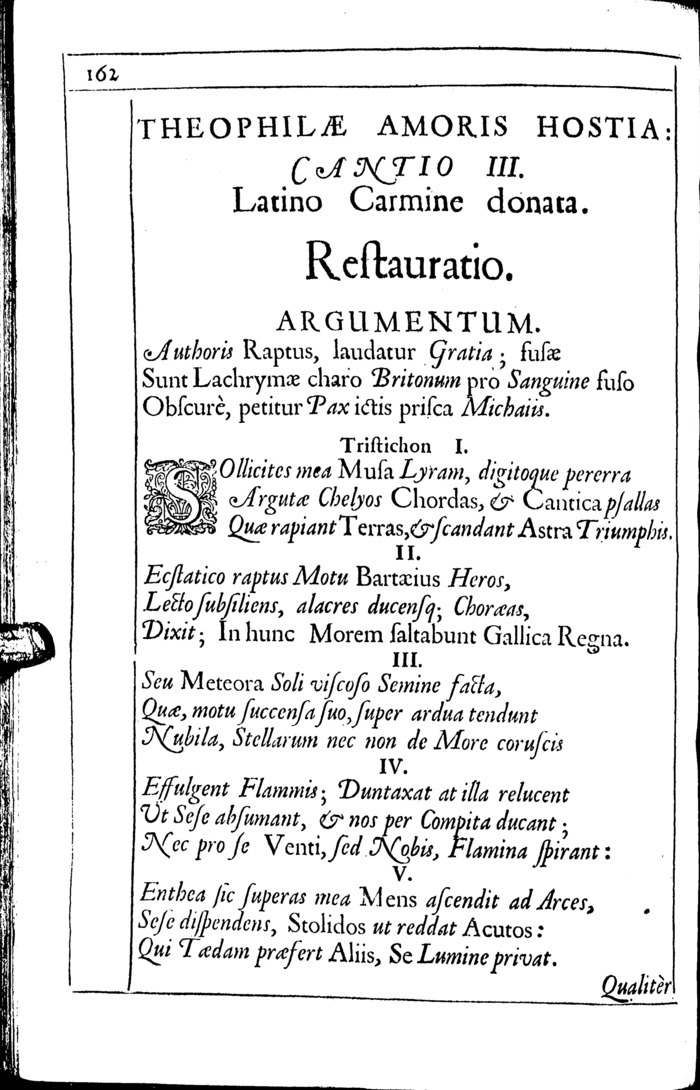 162
THEOPHILÆ AMORIS HOSTIA:
CANTIO III.
Latino Carmine donata.
Reſtauratio.
ARGUMENTUM.
Authoris Raptus, laudatur Gratia; fuſæ
Sunt Lachrymæ charo Britonum prò Sanguine fuſo
Obſcurè, petitur Pax ictis priſca Michaiis.
Triſtichon I.
SOllicites mea Muſa Lyram, digitoque pererra
Argutæ Chelyos Chordas, & Cantica pſallas
Quæ rapiant Terras, & ſcandant Astra Triumphis.
II.
Ecſtatico raptus Motu Bartæius Heros,
Lecto ſubſiliens, alacres ducenſq; Choræas,
Dixit; In hunc Morem ſaltabunt Gallica Regna.
III.
Seu Meteora Soli viſcoſo Semine facta,
Quæ, motu ſuccenſa ſuo, ſuper ardua tendunt
Nubila, Stellarum nec non de More coruſcis
IV.
Effulgent Flammis; Duntaxat at illa relucent
Ut Seſe abſumant, & nos per Compita ducant;
Nec pro ſe Venti, ſed Nobis, Flamina ſpirant:
V.
Enthea ſic ſuperas mea Mens aſcendit ad Arces,
Seſe diſpendens, Stolidos ut reddat Acutos:
Qui Tædam præfert Aliis, Se Lumine privat.
Qualitèr